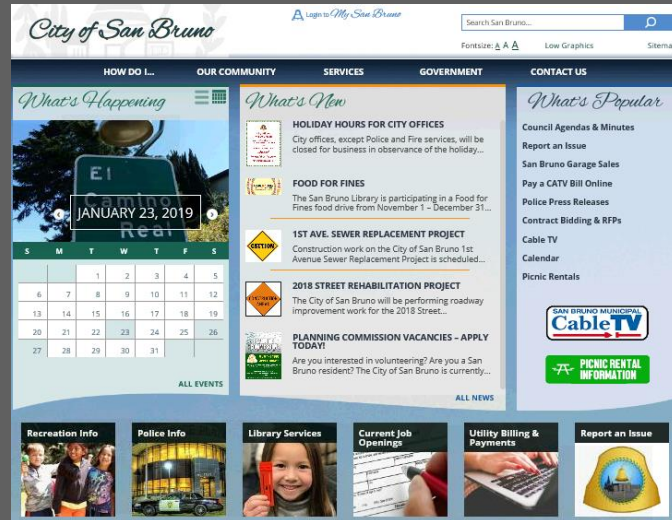 City of San Bruno
Login to My San Bruno
Search San Bruno...
Fontsize: A A A
Low Graphics
Sitema
HOW DO I...
OUR COMMUNITY
SERVICES
GOVERNMENT
CONTACT US
What's Happening
El
Camino
Real
JANUARY 23, 2019
S M T W T F S
1 2 3 4 5
6 7 8 9 10 11 12
13 14 15 16 17 18 19
20 21 22 23 24 25 26
27 28 29 30 31
ALL EVENTS
What's New
HOLIDAY HOURS FOR CITY OFFICES
City offices, except Police and Fire services, will be
closed for business in observance of the holiday...
FOOD FOR FINES
The San Bruno Library is participating in a Food for
Fines food drive from November 1 – December 31...
CAUTION
1ST AVE. SEWER REPLACEMENT PROJECT
Construction work on the City of San Bruno 1st
Avenue Sewer Replacement Project is scheduled...
2018 STREET REHABILITATION PROJECT
The City of San Bruno will be performing roadway
improvement work for the 2018 Street...
PLANNING COMMISSION VACANCIES – APPLY
TODAY!
Are you interested in volunteering? Are you a San
Bruno resident? The City of San Bruno is currently...
ALL NEWS
What's Popular
Council Agendas & Minutes
Report an Issue
San Bruno Garage Sales
Pay a CATV Bill Online
Police Press Releases
Contract Bidding & RFPs
Cable TV
Calendar
Picnic Rentals
SAN BRUNO MUNICIPAL
CableTV
PICNIC RENTAL
INFORMATION
Recreation Info
Police Info
Library Services
Current Job
Openings
Utility Billing &
Payments
Report an Issue